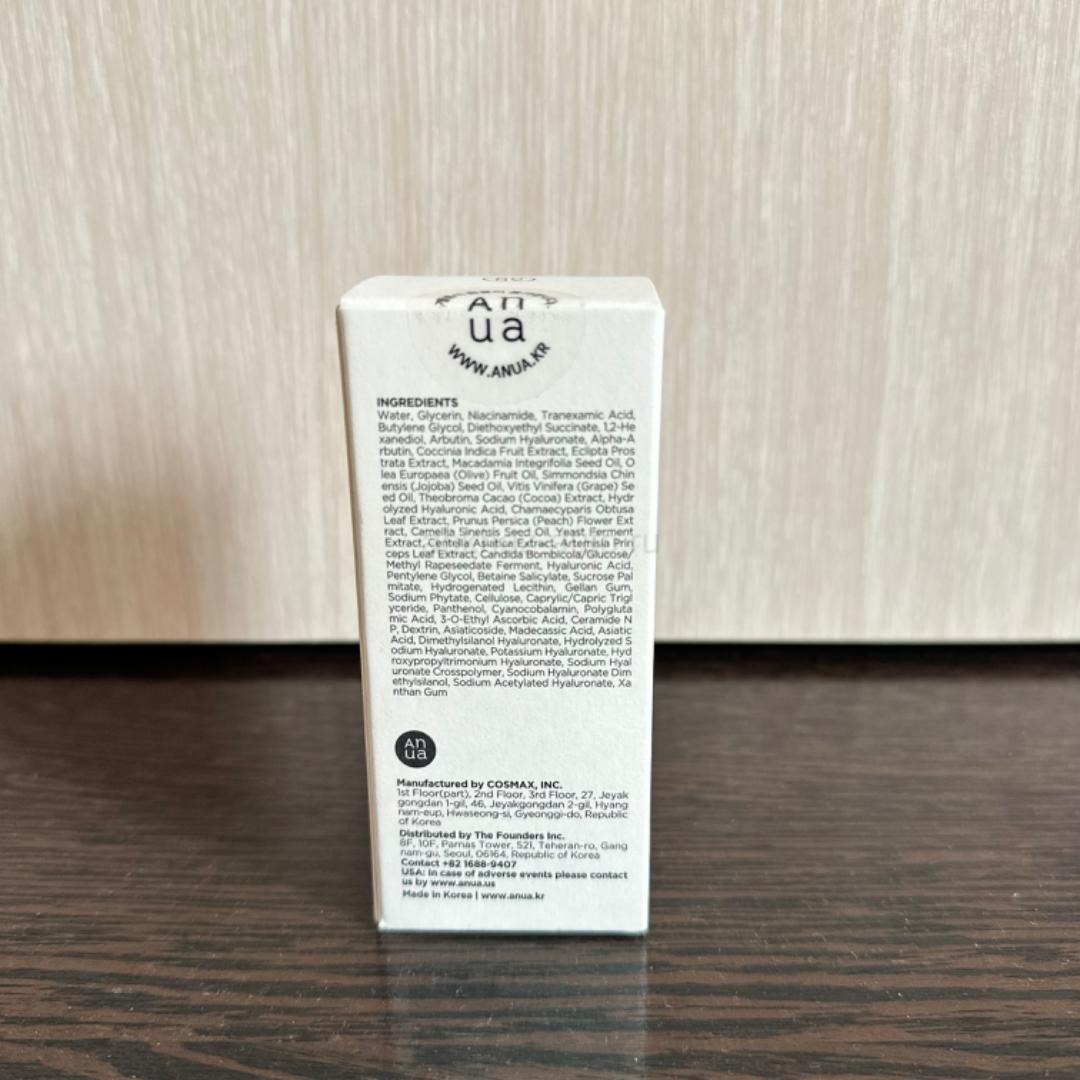 An
ua
WWW.ANUA.KR
INGREDIENTS
Water, Glycerin, Niacinamide, Tranexamic Acid,
Butylene Glycol, Diethoxyethyl Succinate, 1,2-He
xanediol, Arbutin, Sodium Hyaluronate, Alpha-A
rbutin, Coccinia Indica Fruit Extract, Eclipta Pros
trata Extract, Macadamia Integrifolia Seed Oil, O
lea Europaea (Olive) Fruit Oil, Simmondsia Chin
ensis (Jojoba) Seed Oil, Vitis Vinifera (Grape) Se
ed Oil, Theobroma Cacao (Cocoa) Extract, Hydr
olyzed Hyaluronic Acid, Chamaecyparis Obtusa
Leaf Extract, Prunus Persica (Peach) Flower Ext
ract, Camellia Sinensis Seed Oil, Yeast Ferment
Extract, Centella Asiatica Extract, Artemisia Prin
ceps Leaf Extract, Candida Bombicola/Glucose/
Methyl Rapeseedate Ferment, Hyaluronic Acid,
Pentylene Glycol, Betaine Salicylate, Sucrose Pal
mitate, Hydrogenated Lecithin, Gellan Gum,
Sodium Phytate, Cellulose, Caprylic/Capric Trigl
yceride, Panthenol, Cyanocobalamin, Polygluta
mic Acid, 3-O-Ethyl Ascorbic Acid, Ceramide N
P, Dextrin, Asiaticoside, Madecassic Acid, Asiatic
Acid, Dimethylsilanol Hyaluronate, Hydrolyzed S
odium Hyaluronate, Potassium Hyaluronate, Hyd
roxypropyltrimonium Hyaluronate, Sodium Hyal
uronate Crosspolymer, Sodium Hyaluronate Dim
ethylsilanol, Sodium Acetylated Hyaluronate, Xa
nthan Gum
An
ua
Manufactured by COSMAX, INC.
1st Floor(part), 2nd Floor, 3rd Floor, 27, Jeyak
gongdan 1-gil, 46, Jeyakgongdan 2-gil, Hyang
nam-eup, Hwaseong-si, Gyeonggi-do, Republic
of Korea
Distributed by The Founders Inc.
8F, 10F, Parnas Tower, 521, Teheran-ro, Gang
nam-gu, Seoul, 06164, Republic of Korea
Contact +82 1688-9407
USA: In case of adverse events please contact
us by www.anua.us
Made in Korea | www.anua.kr